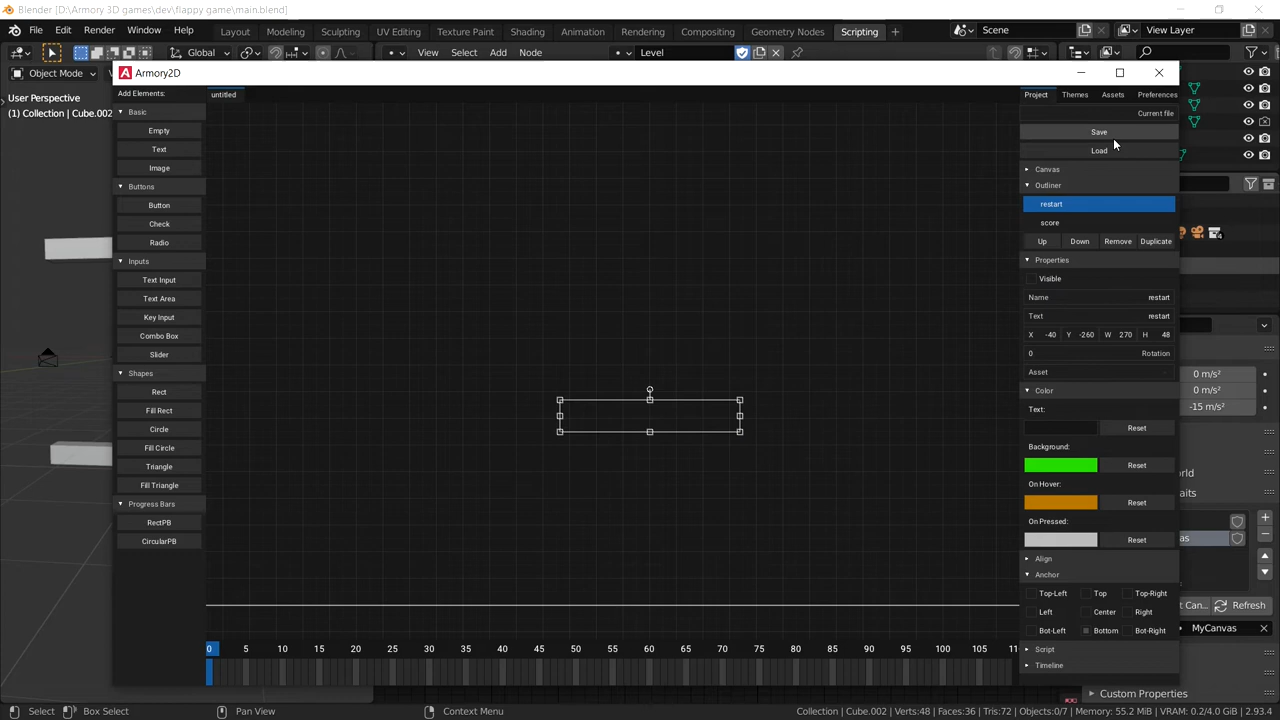 Blender [D:\Armory 3D games\dev\flappy game\main.blend]
File Edit Render Window Help Layout Modeling Sculpting UV Editing Texture Paint Shading Animation Rendering Compositing Geometry Nodes Scripting + Scene View Layer
Global View Select Add Node Level
Object Mode
Armory2D
User Perspective
(1) Collection | Cube.002
Add Elements:
Basic
Empty
Text
Image
Buttons
Button
Check
Radio
Inputs
Text Input
Text Area
Key Input
Combo Box
Slider
Shapes
Rect
Fill Rect
Circle
Fill Circle
Triangle
Fill Triangle
Progress Bars
RectPB
CircularPB
untitled
0 5 10 15 20 25 30 35 40 45 50 55 60 65 70 75 80 85 90 95 100 105 11
Project Themes Assets Preferences
Current file
Save
Load
Canvas
Outliner
restart
score
Up Down Remove Duplicate
Properties
Visible
Name restart
Text restart
X -40 Y -260 W 270 H 48
0 Rotation
Asset
Color
Text:
Reset
Background:
Reset
On Hover:
Reset
On Pressed:
Reset
Align
Anchor
Top-Left Top Top-Right
Left Center Right
Bot-Left Bottom Bot-Right
Script
Timeline
0 m/s²
0 m/s²
-15 m/s²
orld
raits
as
t Can... Refresh
MyCanvas
Custom Properties
Select Box Select Pan View Context Menu Collection | Cube.002 | Verts:48 | Faces:36 | Tris:72 | Objects:0/7 | Memory: 55.2 MiB | VRAM: 0.2/4.0 GiB | 2.93.4